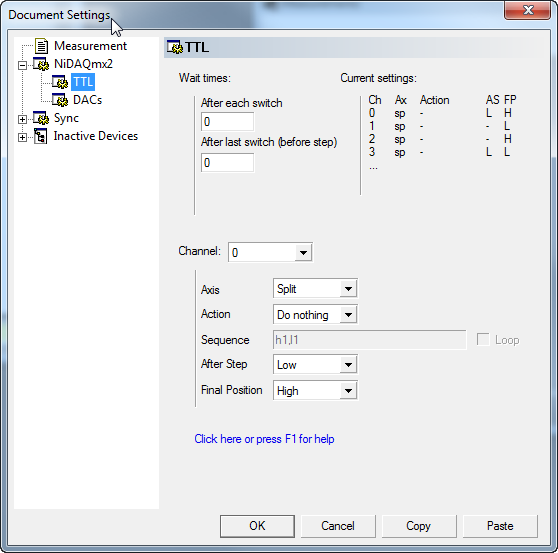 Document Settings
Measurement
NiDAQmx2
TTL
DACs
Sync
Inactive Devices
TTL
Wait times:
After each switch
0
After last switch (before step)
0
Current settings:
Ch Ax Action AS FP
0 sp - L H
1 sp - - L
2 sp - - H
3 sp - L L
...
Channel: 0
Axis Split
Action Do nothing
Sequence h1,l1 Loop
After Step Low
Final Position High
Click here or press F1 for help
OK Cancel Copy Paste